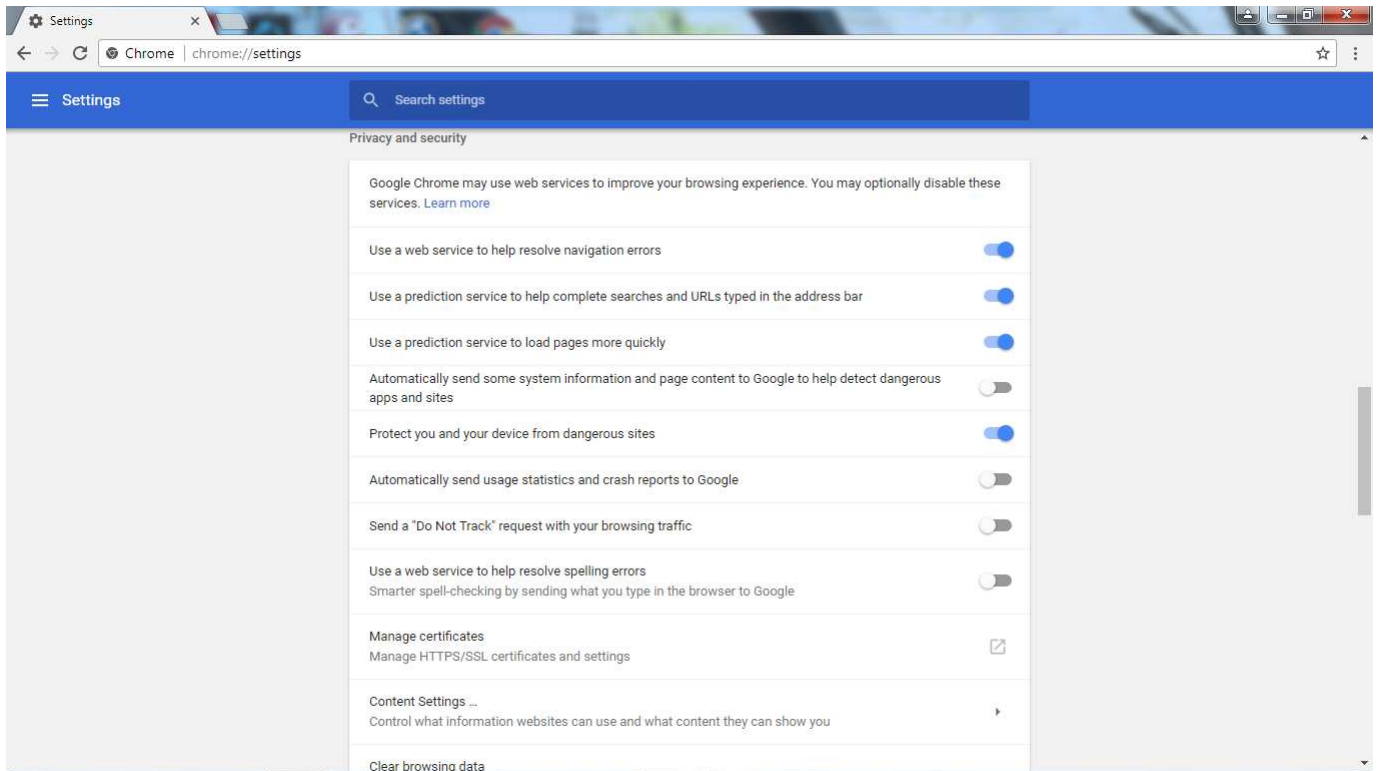 Settings
Chrome | chrome://settings
Settings
Search settings
Privacy and security
Google Chrome may use web services to improve your browsing experience. You may optionally disable these
services. Learn more
Use a web service to help resolve navigation errors
Use a prediction service to help complete searches and URLs typed in the address bar
Use a prediction service to load pages more quickly
Automatically send some system information and page content to Google to help detect dangerous
apps and sites
Protect you and your device from dangerous sites
Automatically send usage statistics and crash reports to Google
Send a "Do Not Track" request with your browsing traffic
Use a web service to help resolve spelling errors
Smarter spell-checking by sending what you type in the browser to Google
Manage certificates
Manage HTTPS/SSL certificates and settings
Content Settings ...
Control what information websites can use and what content they can show you
Clear browsing data